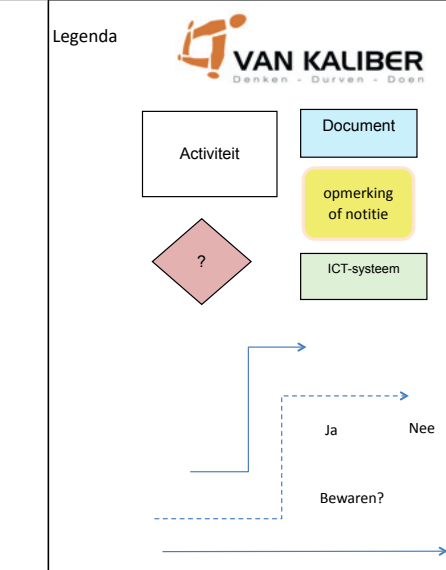 Legenda
VAN KALIBER
Denken - Durven - Doen
Activiteit
Document
opmerking
of notitie
?
ICT-systeem
Ja
Nee
Bewaren?